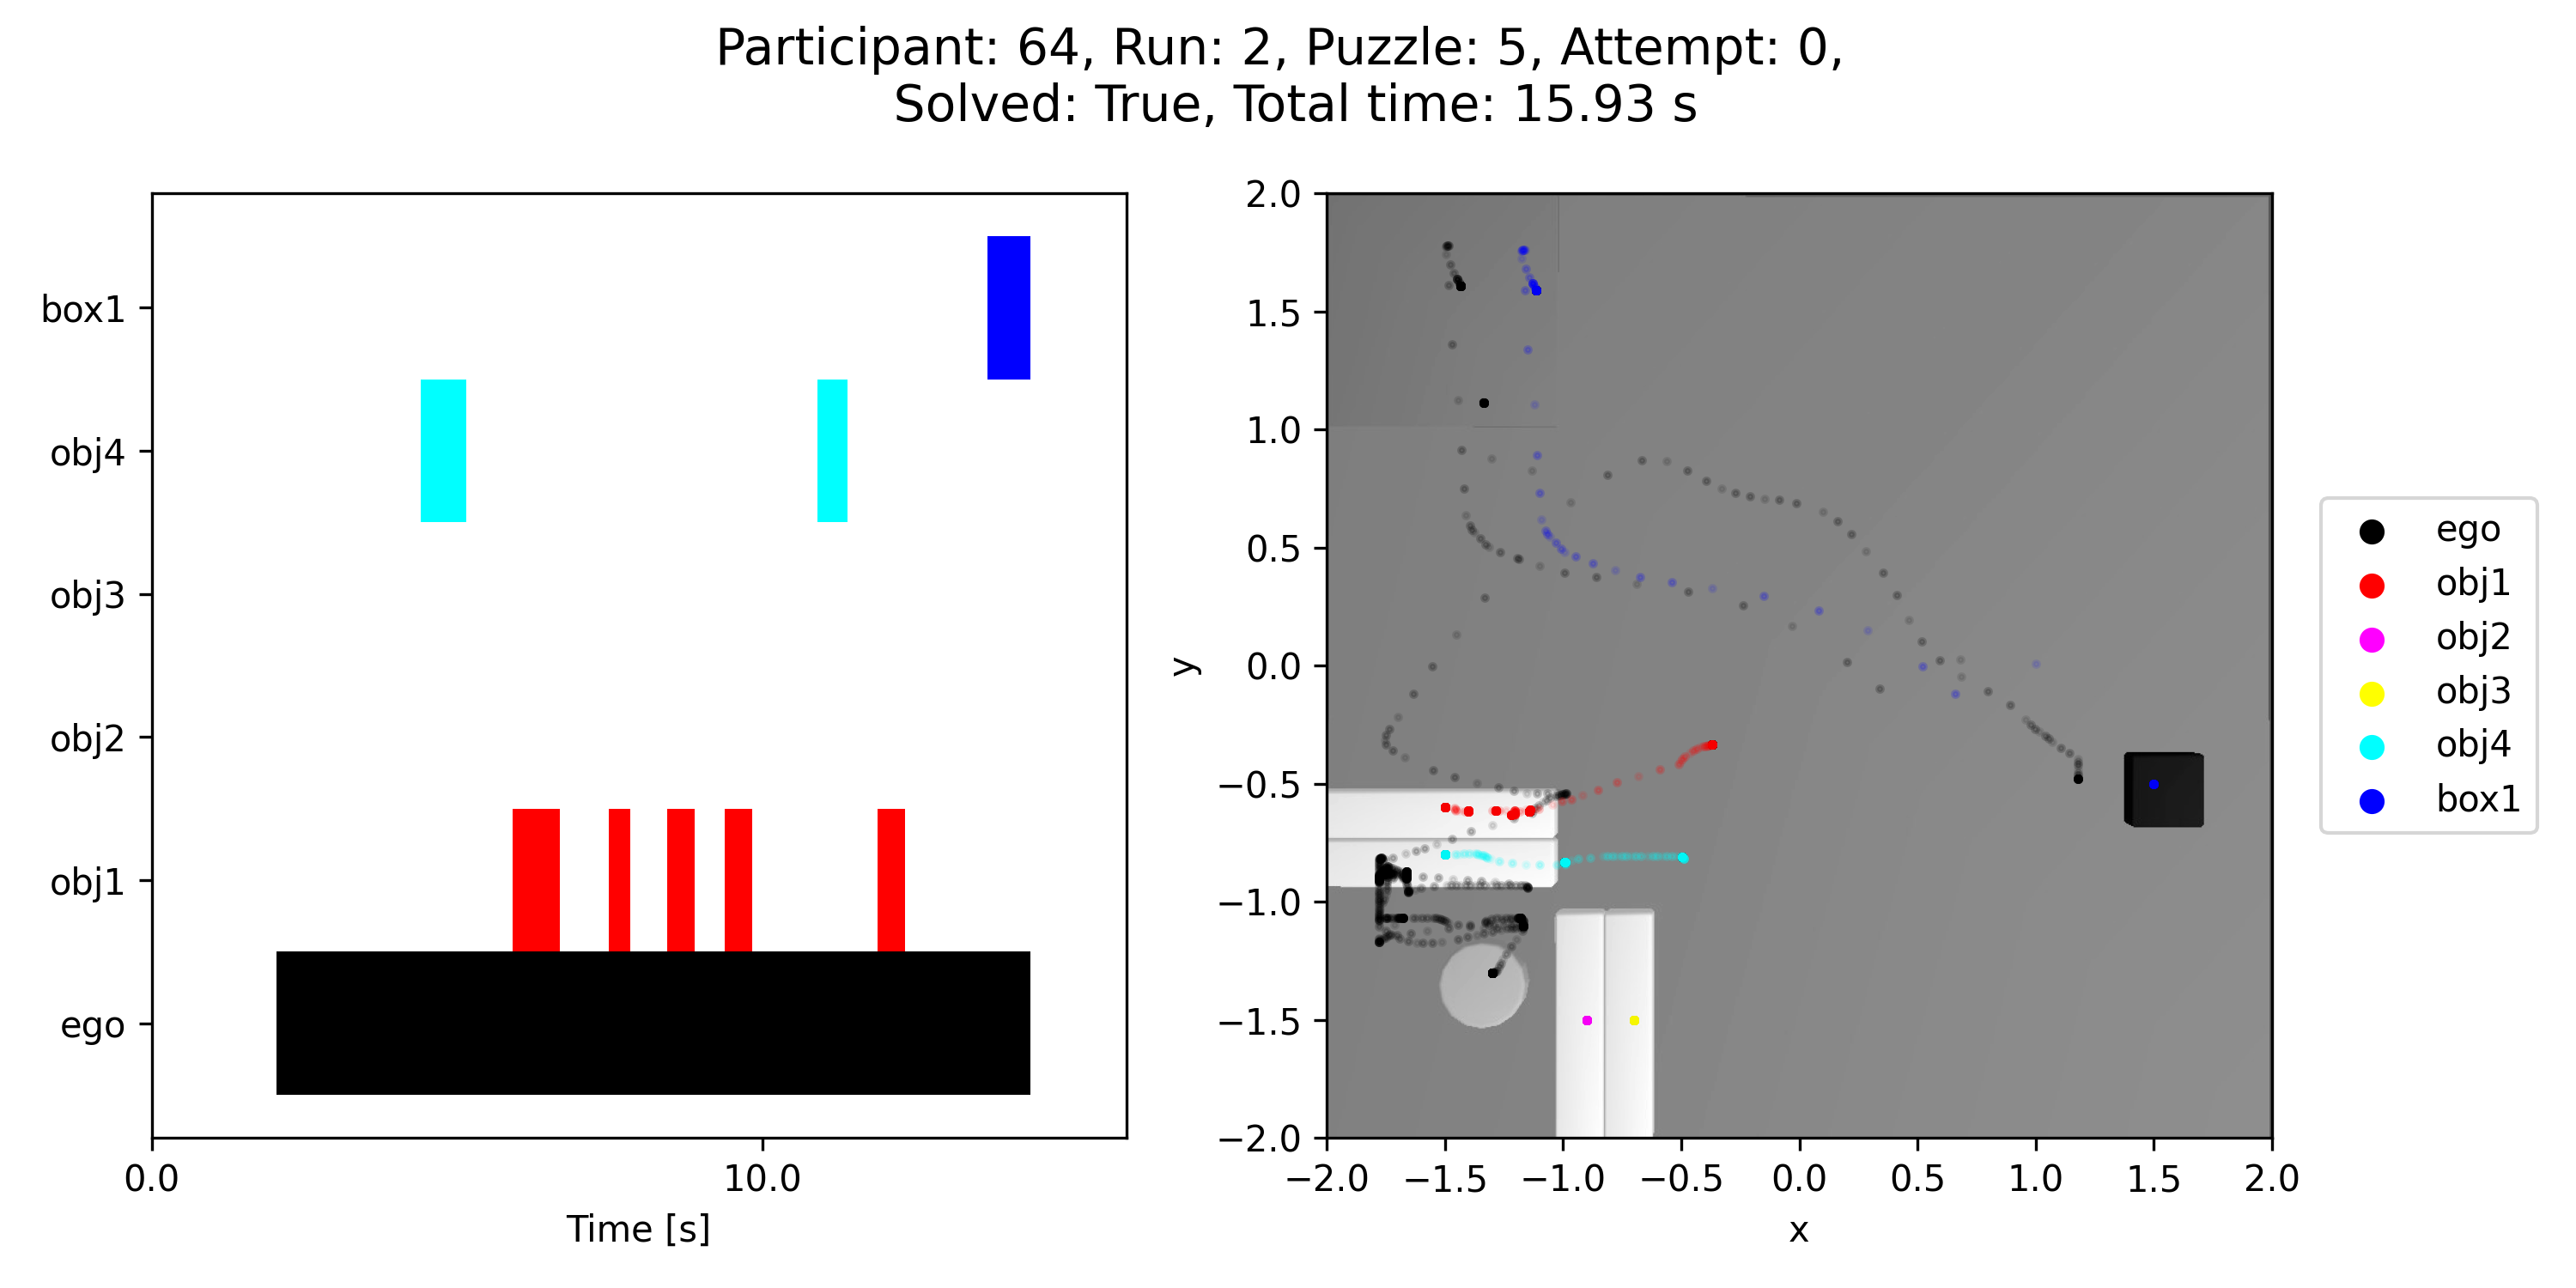 Participant: 64, Run: 2, Puzzle: 5, Attempt: 0,
Solved: True, Total time: 15.93 s
box1
obj4
obj3
obj2
obj1
ego
0.0 10.0
Time [s]
2.0
1.5
1.0
0.5
0.0
−0.5
−1.0
−1.5
−2.0
y
−2.0 −1.5 −1.0 −0.5 0.0 0.5 1.0 1.5 2.0
x
ego
obj1
obj2
obj3
obj4
box1